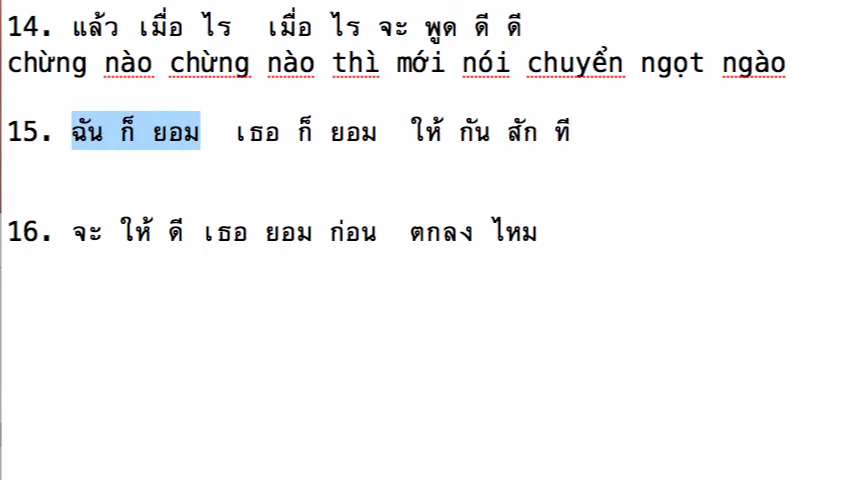 14. แล้ว เมื่อ ไร  เมื่อ ไร จะ พูด ดี ดี
chừng nào chừng nào thì mới nói chuyển ngọt ngào
15. ฉัน ก็ ยอม  เธอ ก็ ยอม  ให้ กัน สัก ที
16. จะ ให้ ดี เธอ ยอม ก่อน  ตกลง ไหม